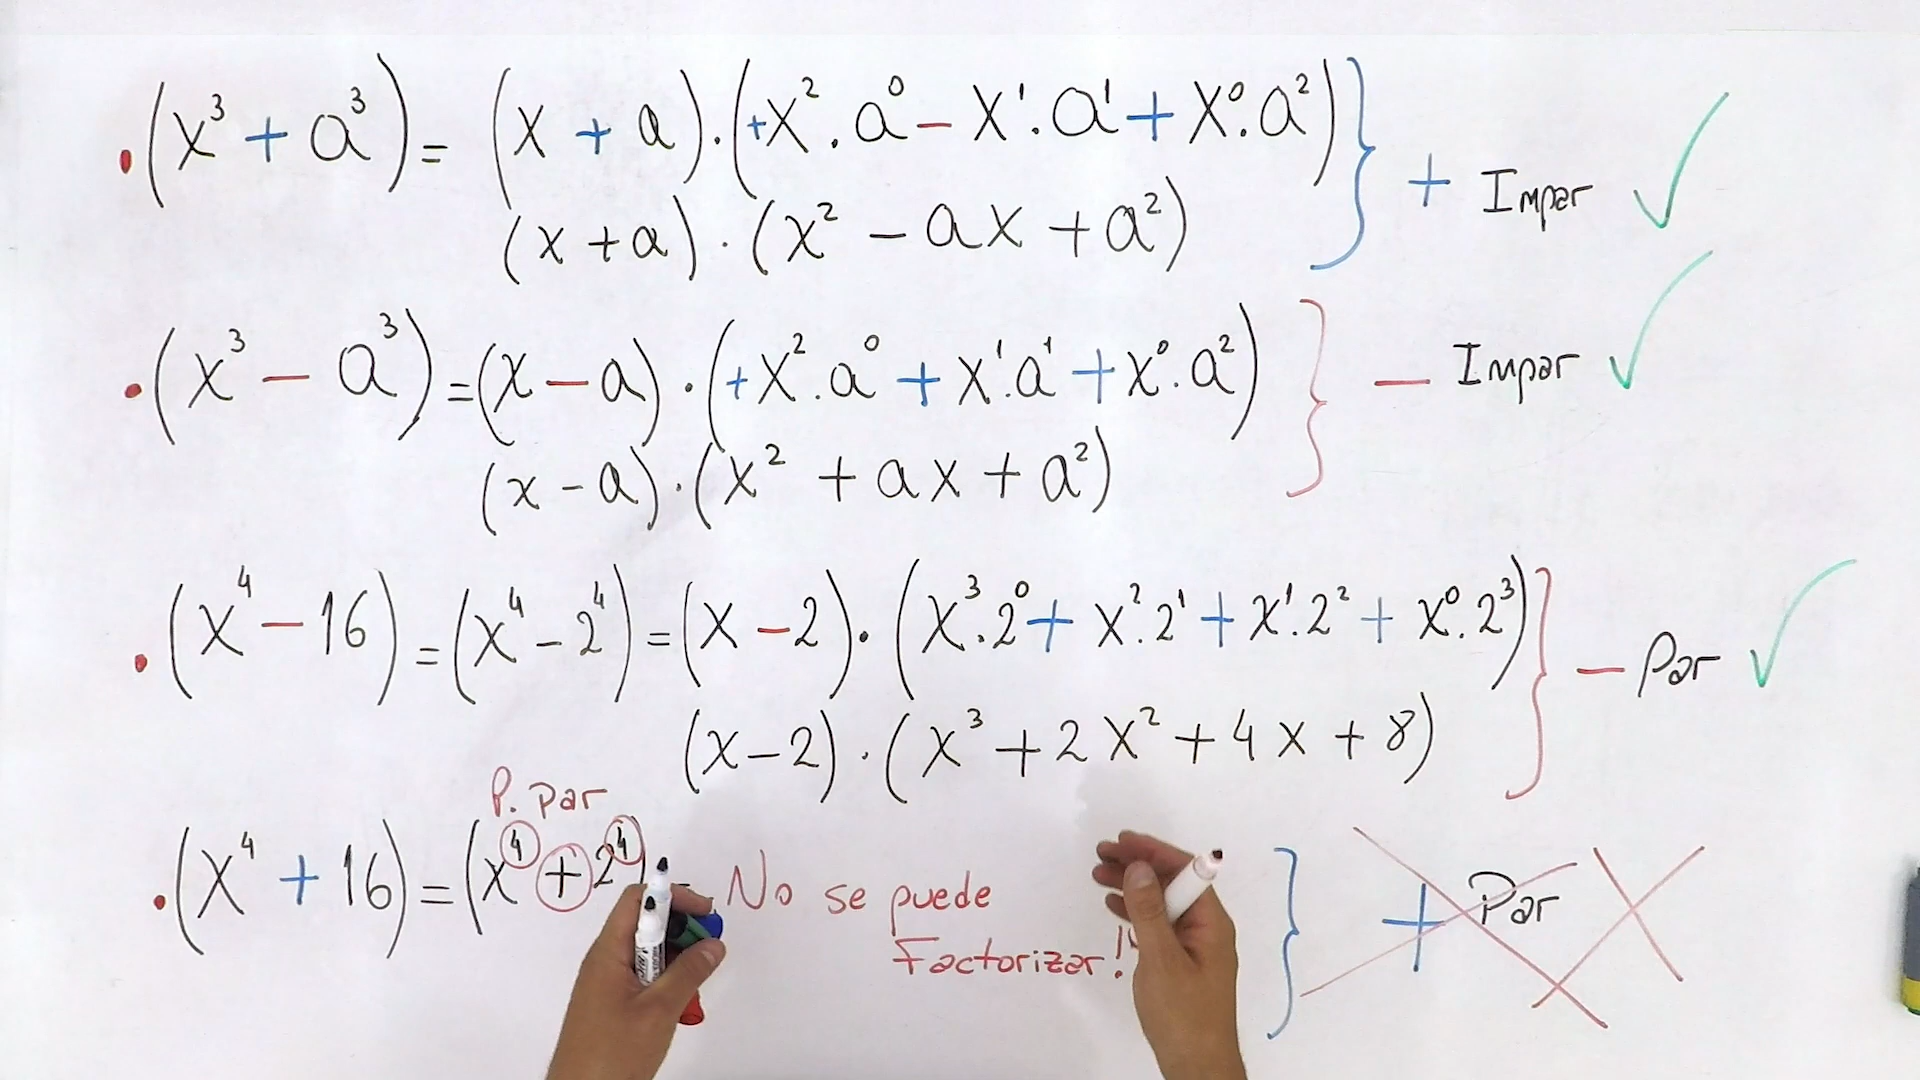 • (x³ + a³) = (x + a) · (+x² · a⁰ - x¹ · a¹ + x⁰ · a²) } + Impar ✓
(x + a) · (x² - ax + a²)
• (x³ - a³) = (x - a) · (+x² · a⁰ + x¹ · a¹ + x⁰ · a²) } - Impar ✓
(x - a) · (x² + ax + a²)
• (x⁴ - 16) = (x⁴ - 2⁴) = (x - 2) · (x³ · 2⁰ + x² · 2¹ + x¹ · 2² + x⁰ · 2³) } - Par ✓
(x - 2) · (x³ + 2x² + 4x + 8)
P. par
• (x⁴ + 16) = (x⁴ + 2⁴) = No se puede } + Par X
Factorizar!